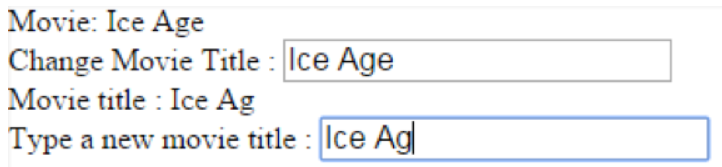 Movie: Ice Age
Change Movie Title : Ice Age
Movie title : Ice Ag
Type a new movie title : Ice Ag